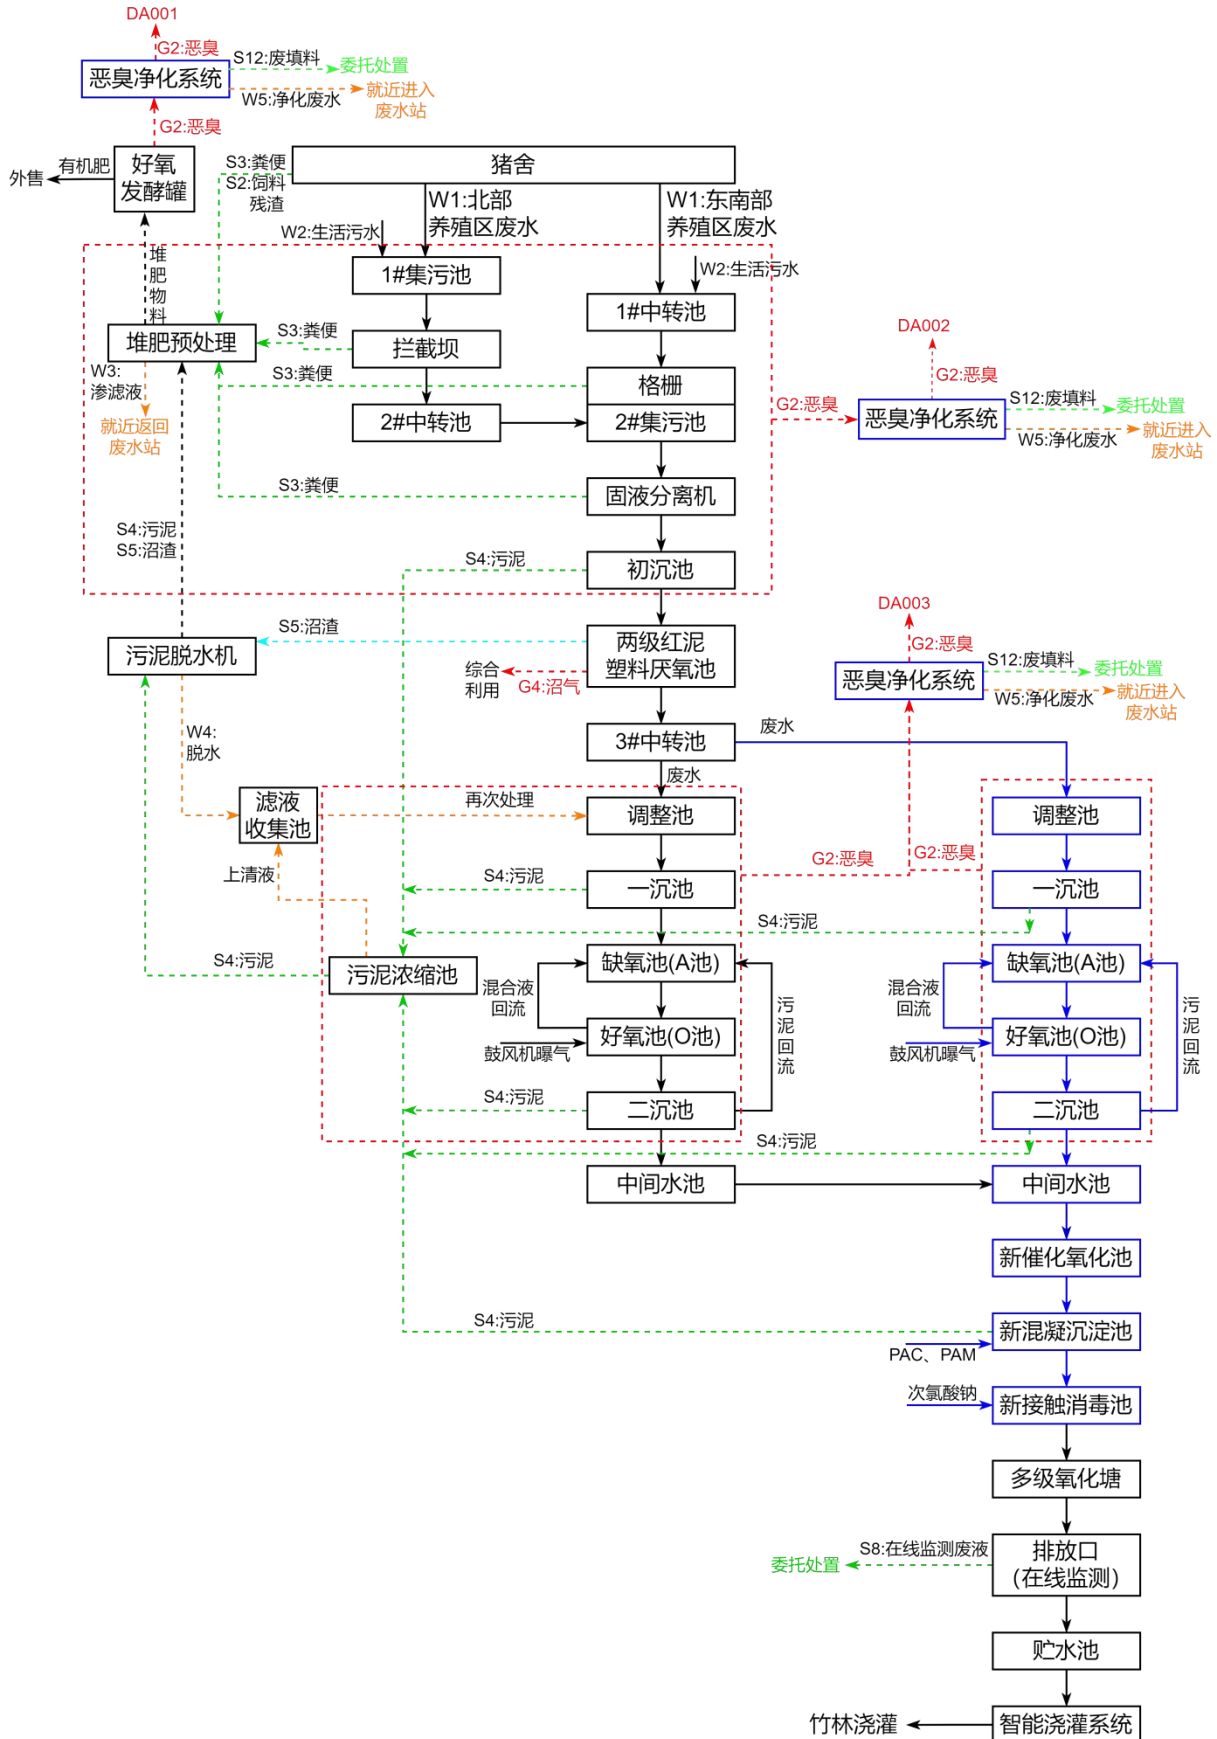 DA001
G2:恶臭
S12:废填料
委托处置
恶臭净化系统
W5:净化废水
就近进入
废水站
G2:恶臭
有机肥
外售
好氧
发酵罐
S3:粪便
S2:饲料
残渣
猪舍
W1:北部
养殖区废水
W1:东南部
养殖区废水
W2:生活污水
堆
肥
物
料
1#集污池
W2:生活污水
1#中转池
堆肥预处理
S3:粪便
拦截坝
DA002
W3:
渗滤液
S3:粪便
格栅
G2:恶臭
S12:废填料
委托处置
就近返回
废水站
2#中转池
2#集污池
G2:恶臭
恶臭净化系统
W5:净化废水
就近进入
废水站
S3:粪便
固液分离机
S4:污泥
S5:沼渣
S4:污泥
初沉池
DA003
污泥脱水机
S5:沼渣
两级红泥
塑料厌氧池
综合
利用
G4:沼气
G2:恶臭
S12:废填料
委托处置
恶臭净化系统
W5:净化废水
就近进入
废水站
W4:
脱水
3#中转池
废水
废水
滤液
收集池
再次处理
调整池
调整池
上清液
S4:污泥
一沉池
G2:恶臭
G2:恶臭
一沉池
S4:污泥
S4:污泥
污泥浓缩池
缺氧池(A池)
缺氧池(A池)
混合液
回流
污
泥
回
流
混合液
回流
污
泥
回
流
好氧池(O池)
好氧池(O池)
鼓风机曝气
鼓风机曝气
S4:污泥
二沉池
二沉池
S4:污泥
中间水池
中间水池
新催化氧化池
S4:污泥
新混凝沉淀池
PAC、PAM
次氯酸钠
新接触消毒池
多级氧化塘
S8:在线监测废液
委托处置
排放口
(在线监测)
贮水池
竹林浇灌
智能浇灌系统